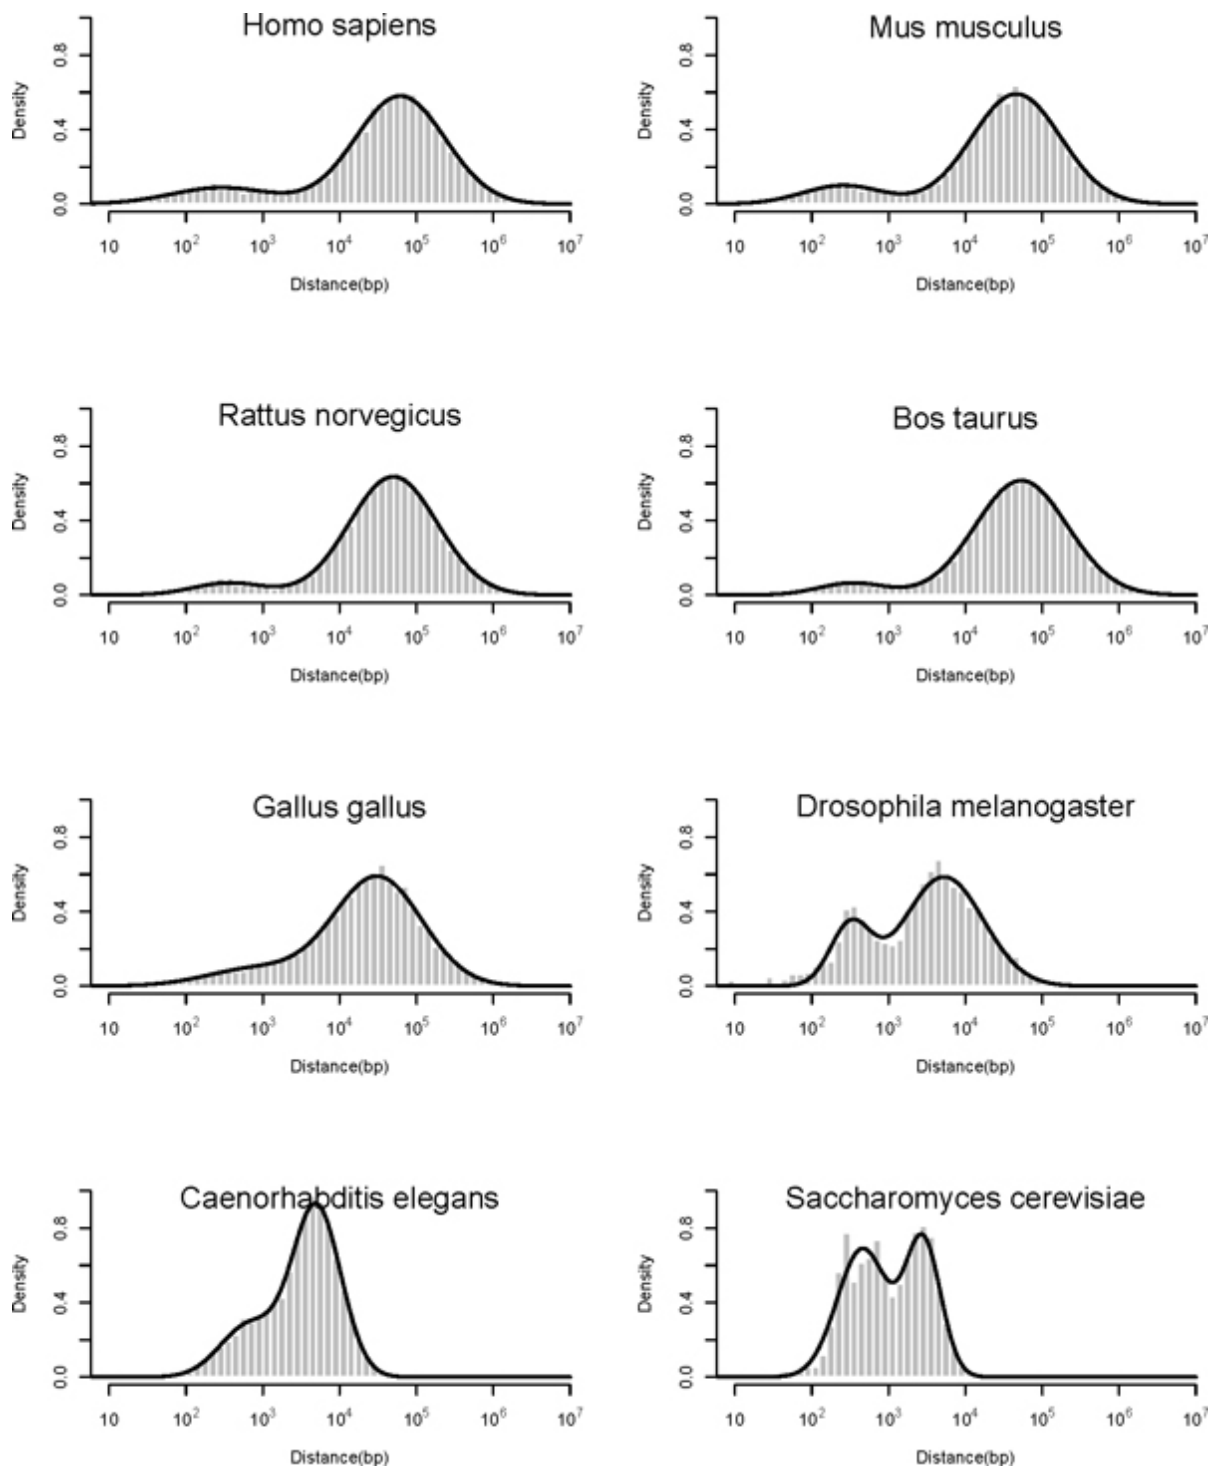 Homo sapiens
Density
0.0 0.4 0.8
10 10² 10³ 10⁴ 10⁵ 10⁶ 10⁷
Distance(bp)
Mus musculus
Density
0.0 0.4 0.8
10 10² 10³ 10⁴ 10⁵ 10⁶ 10⁷
Distance(bp)
Rattus norvegicus
Density
0.0 0.4 0.8
10 10² 10³ 10⁴ 10⁵ 10⁶ 10⁷
Distance(bp)
Bos taurus
Density
0.0 0.4 0.8
10 10² 10³ 10⁴ 10⁵ 10⁶ 10⁷
Distance(bp)
Gallus gallus
Density
0.0 0.4 0.8
10 10² 10³ 10⁴ 10⁵ 10⁶ 10⁷
Distance(bp)
Drosophila melanogaster
Density
0.0 0.4 0.8
10 10² 10³ 10⁴ 10⁵ 10⁶ 10⁷
Distance(bp)
Caenorhabditis elegans
Density
0.0 0.4 0.8
10 10² 10³ 10⁴ 10⁵ 10⁶ 10⁷
Distance(bp)
Saccharomyces cerevisiae
Density
0.0 0.4 0.8
10 10² 10³ 10⁴ 10⁵ 10⁶ 10⁷
Distance(bp)